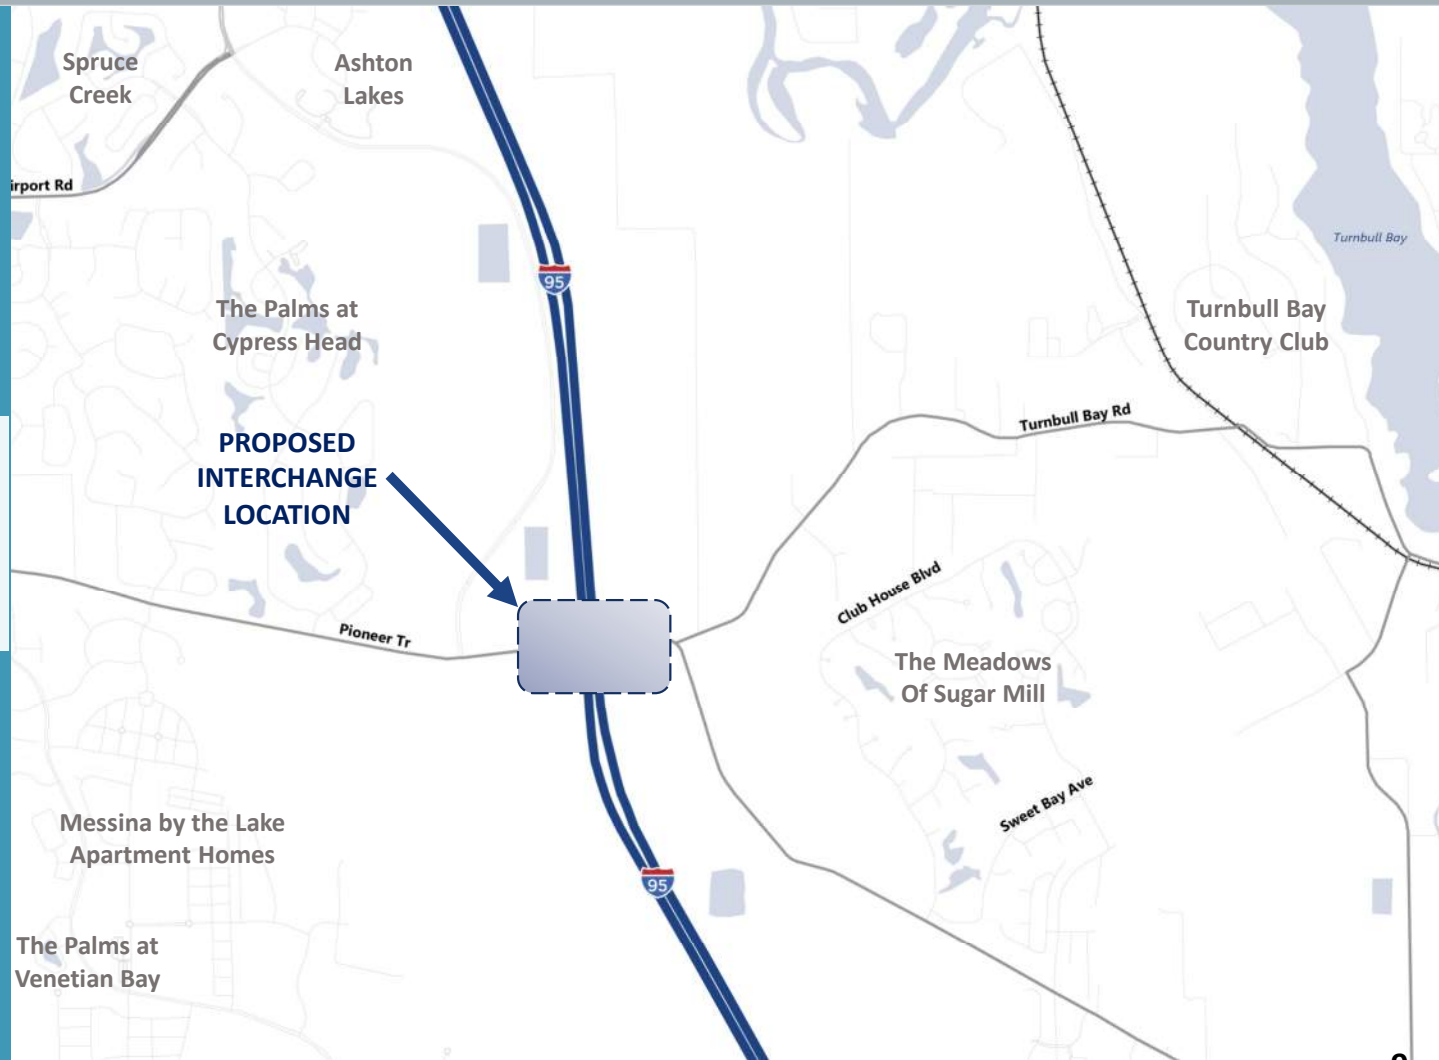 Spruce
Creek
Ashton
Lakes
irport Rd
Turnbull Bay
95
The Palms at
Cypress Head
Turnbull Bay
Country Club
Turnbull Bay Rd
PROPOSED
INTERCHANGE
LOCATION
Club House Blvd
Pioneer Tr
The Meadows
Of Sugar Mill
Sweet Bay Ave
Messina by the Lake
Apartment Homes
95
The Palms at
Venetian Bay